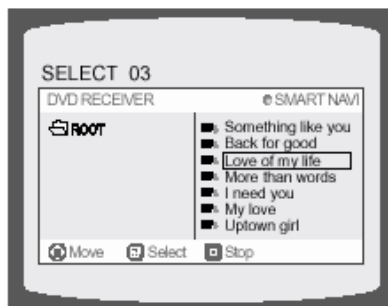 SELECT 03
DVD RECEIVER SMART NAVI
ROOT
Something like you
Back for good
Love of my life
More than words
I need you
My love
Uptown girl
Move Select Stop